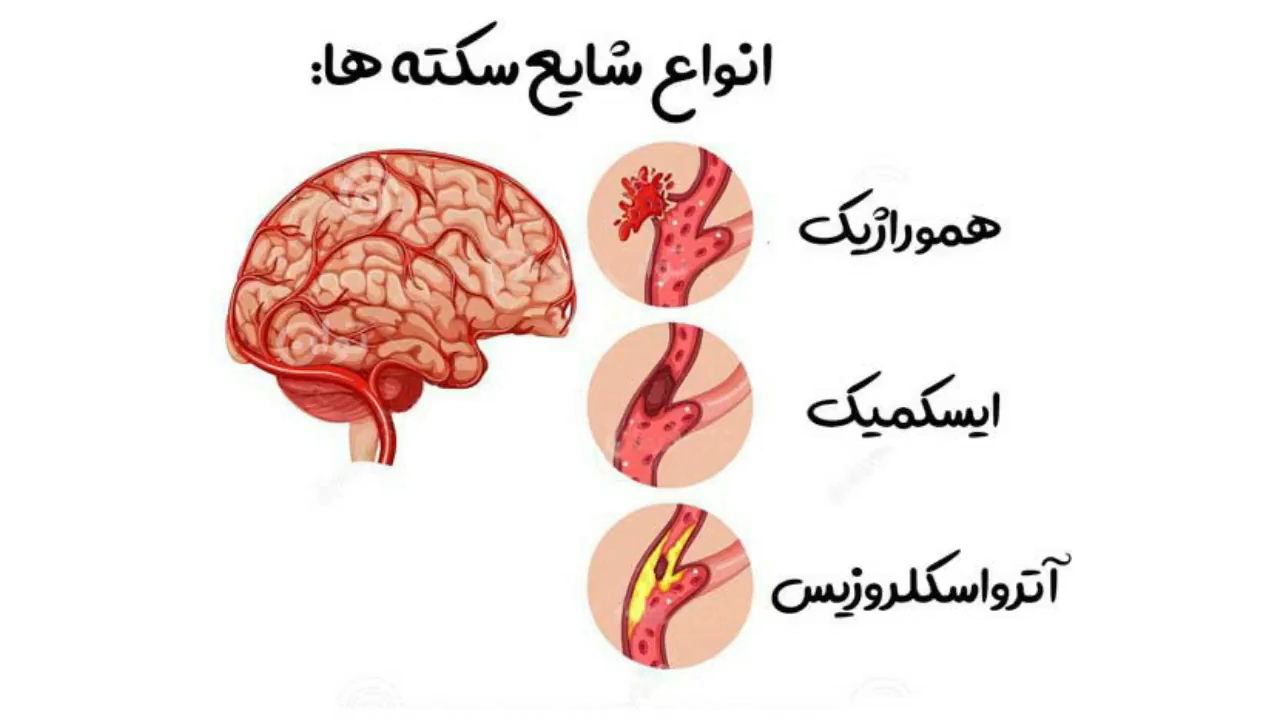 انواع شایع سکته ها:
هموراژیک
ایسکمیک
آترواسکلروزیس